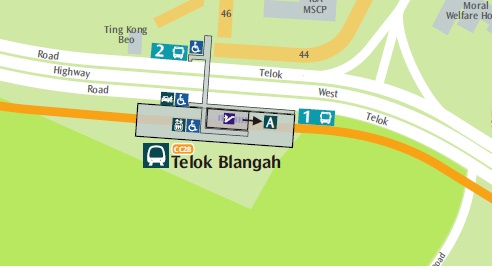 46
MSCP
Moral
Welfare Ho
Ting Kong
Beo
2
44
Road
Telok
Highway
Road
West
Telok
A
1
CC28
Telok Blangah
oad